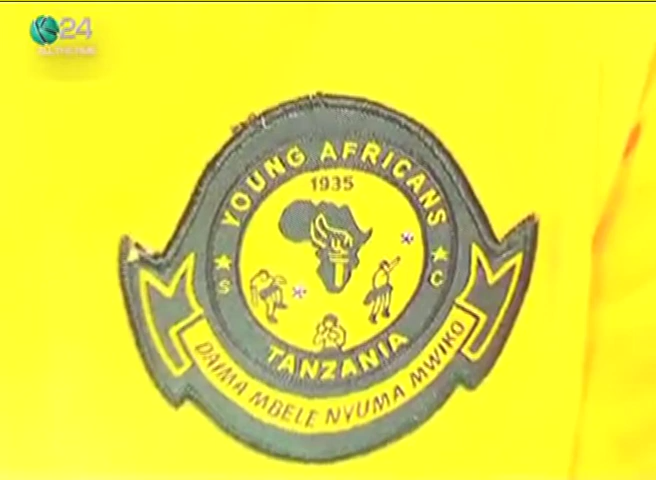 24
YOUNG AFRICANS
1935
S C
TANZANIA
DAIMA MBELE NYUMA MWIKO